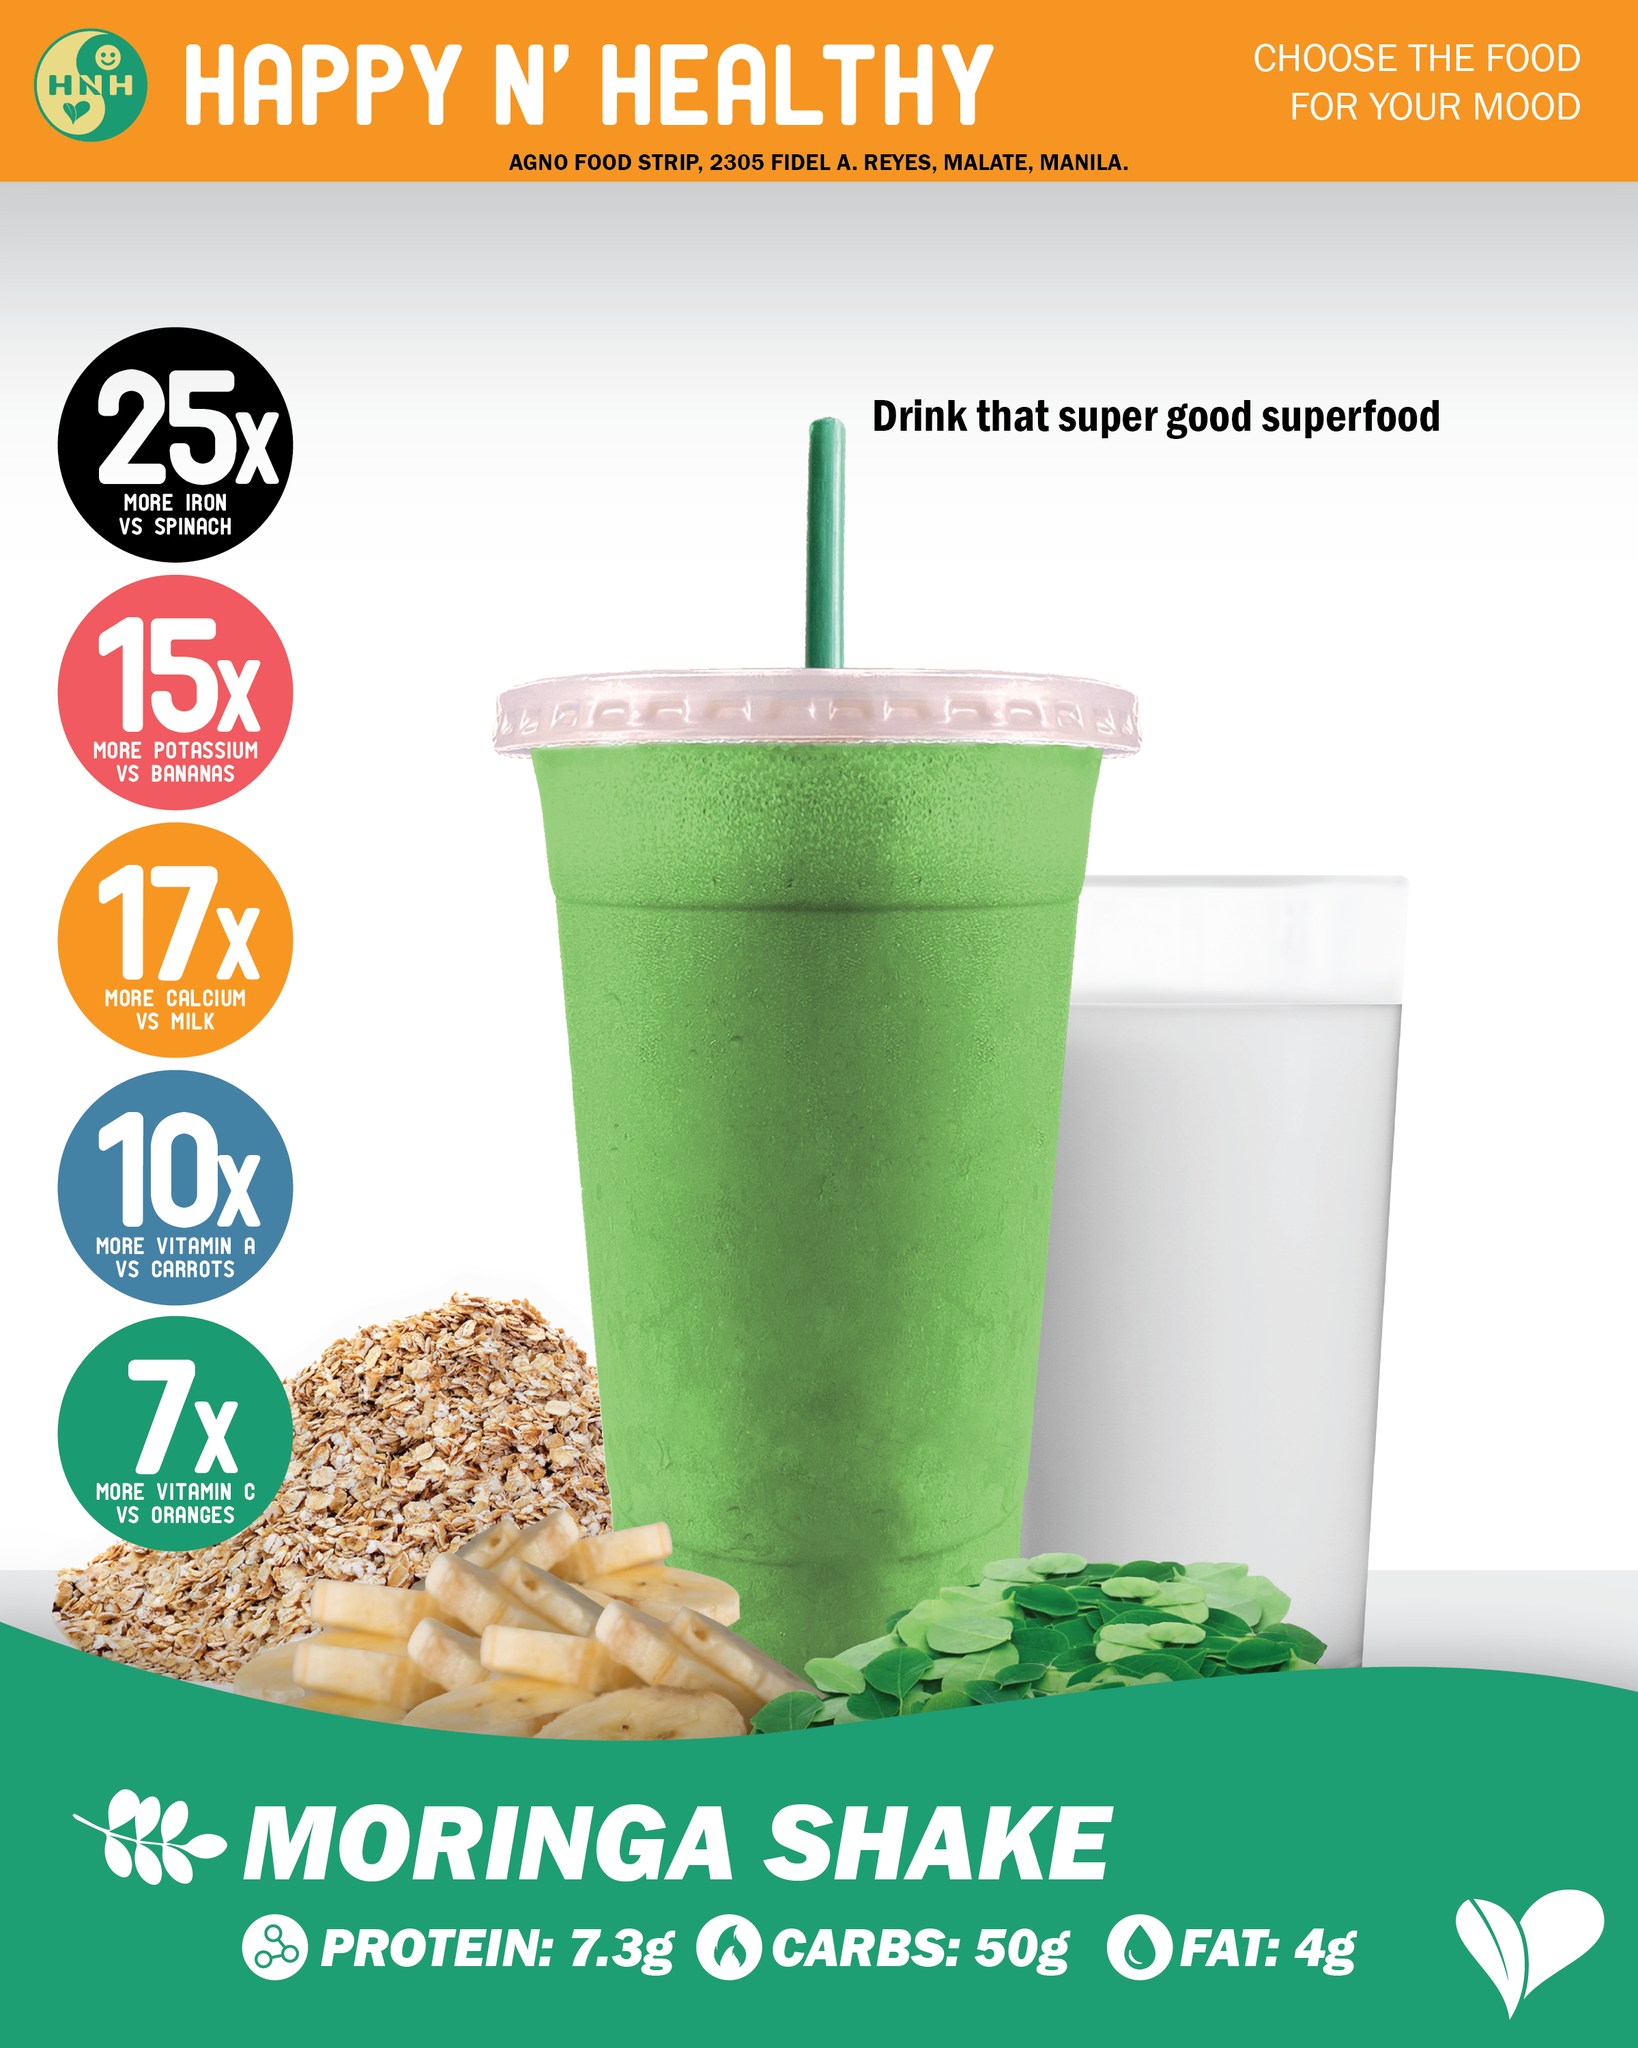 HNH
HAPPY N' HEALTHY
CHOOSE THE FOOD
FOR YOUR MOOD
AGNO FOOD STRIP, 2305 FIDEL A. REYES, MALATE, MANILA.
Drink that super good superfood
25X
MORE IRON
VS SPINACH
15X
MORE POTASSIUM
VS BANANAS
17X
MORE CALCIUM
VS MILK
10X
MORE VITAMIN A
VS CARROTS
7X
MORE VITAMIN C
VS ORANGES
MORINGA SHAKE
PROTEIN: 7.3g CARBS: 50g FAT: 4g